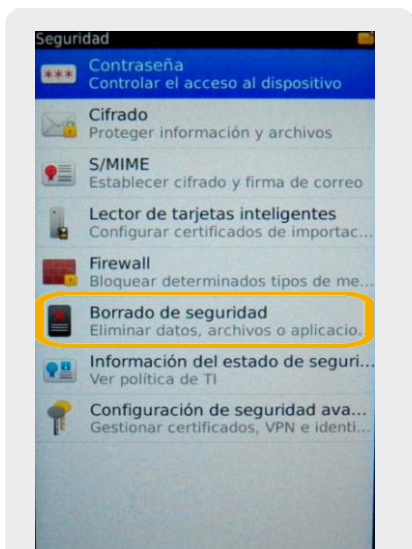 Seguridad
***
Contraseña
Controlar el acceso al dispositivo
Cifrado
Proteger información y archivos
S/MIME
Establecer cifrado y firma de correo
Lector de tarjetas inteligentes
Configurar certificados de importac...
Firewall
Bloquear determinados tipos de me...
Borrado de seguridad
Eliminar datos, archivos o aplicacio.
Información del estado de seguri...
Ver política de TI
Configuración de seguridad ava...
Gestionar certificados, VPN e identi...